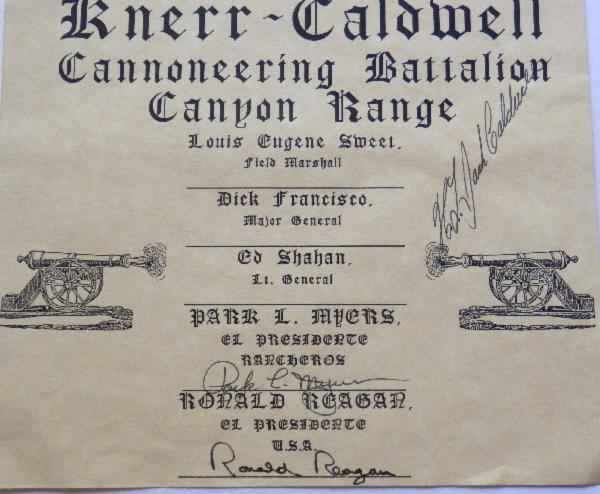 Knerr-Caldwell
Cannoneering Battalion
Canyon Range
Louis Eugene Sweet,
Field Marshall
Dick Francisco,
Major General
Ed Shahan,
Lt. General
PARK L. MYERS,
EL PRESIDENTE
RANCHEROS
Park L. Myers
RONALD REAGAN,
EL PRESIDENTE
U.S.A.
Ronald Reagan
Caldwell